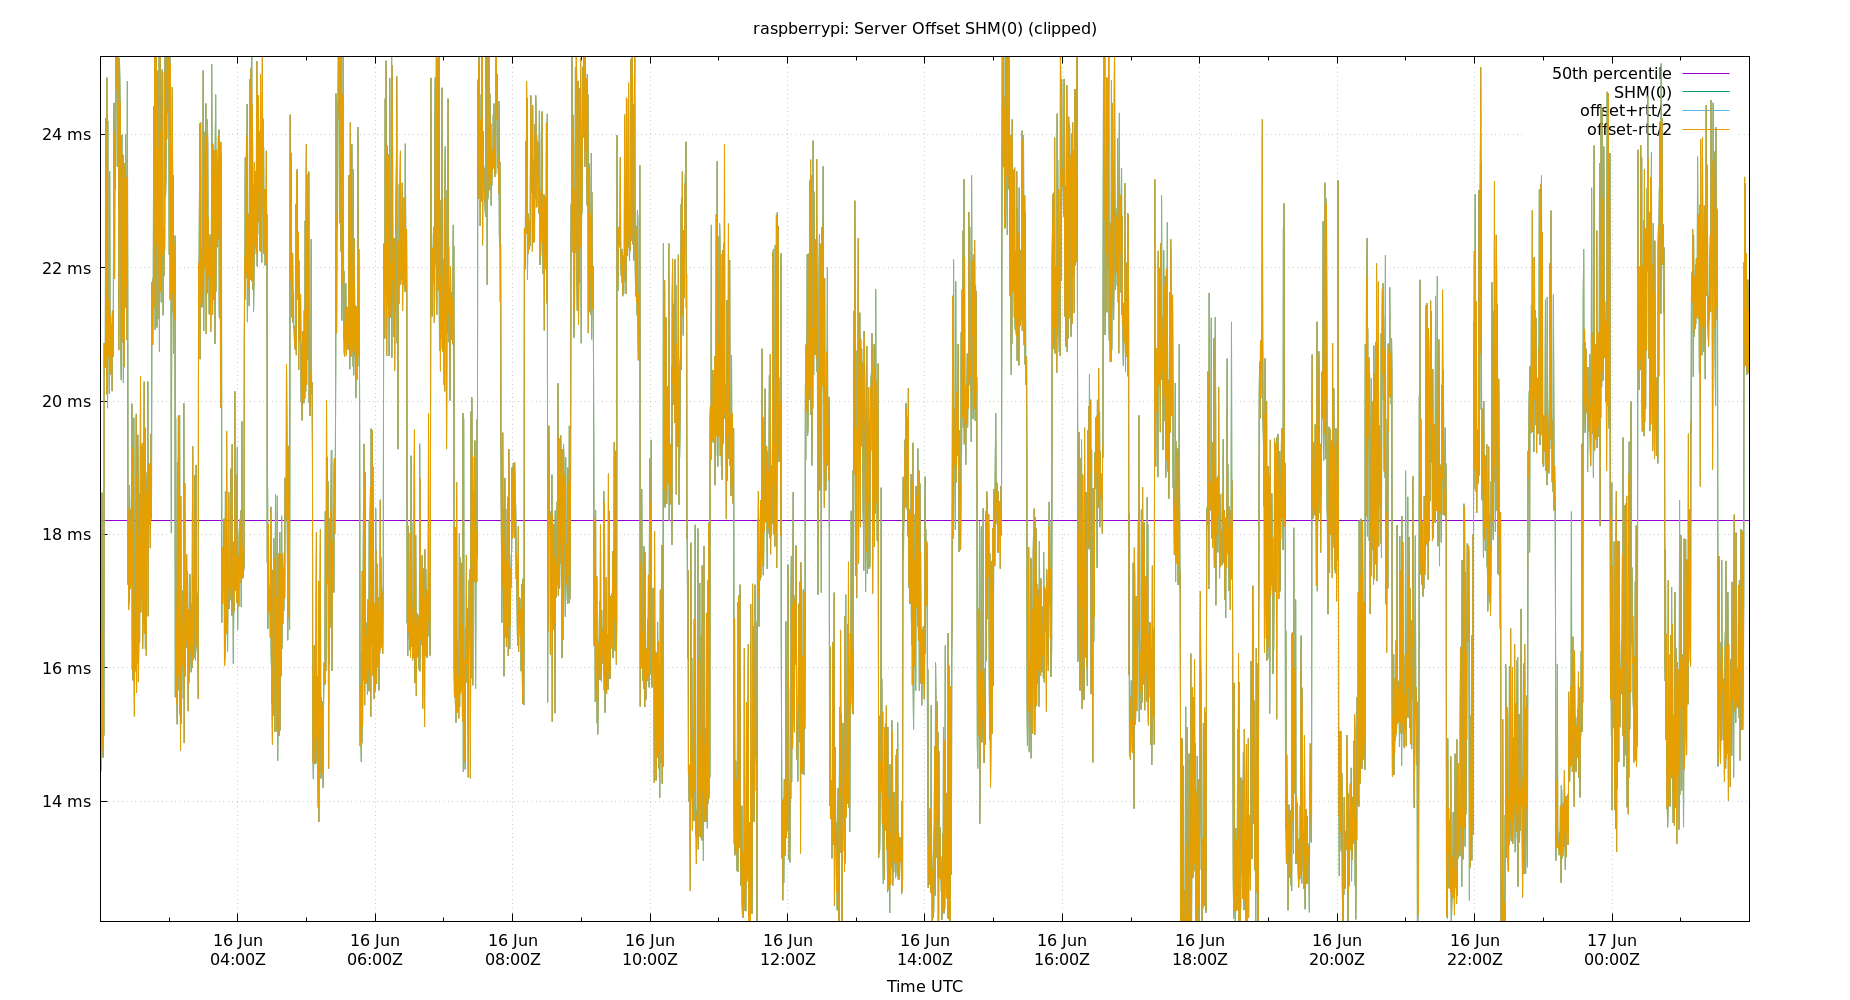 raspberrypi: Server Offset SHM(0) (clipped)
50th percentile
SHM(0)
offset+rtt/2
offset-rtt/2
24 ms
22 ms
20 ms
18 ms
16 ms
14 ms
16 Jun 16 Jun 16 Jun 16 Jun 16 Jun 16 Jun 16 Jun 16 Jun 16 Jun 16 Jun 17 Jun
04:00Z 06:00Z 08:00Z 10:00Z 12:00Z 14:00Z 16:00Z 18:00Z 20:00Z 22:00Z 00:00Z
Time UTC